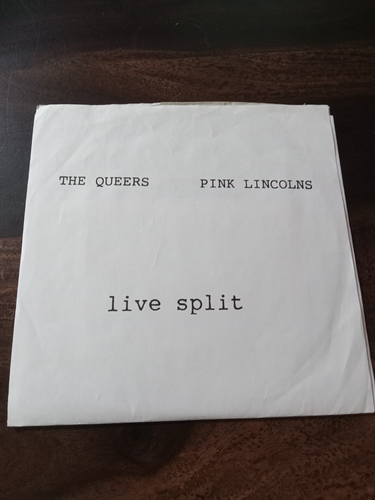 THE QUEERS PINK LINCOLNS
live split